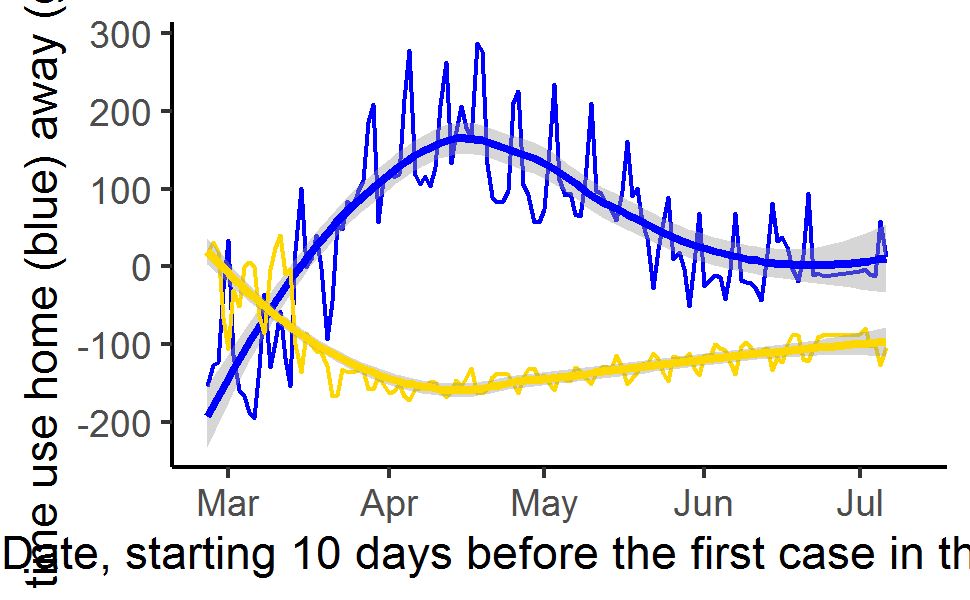 time use home (blue) away (
300
200
100
0
-100
-200
Mar Apr May Jun Jul
Date, starting 10 days before the first case in th